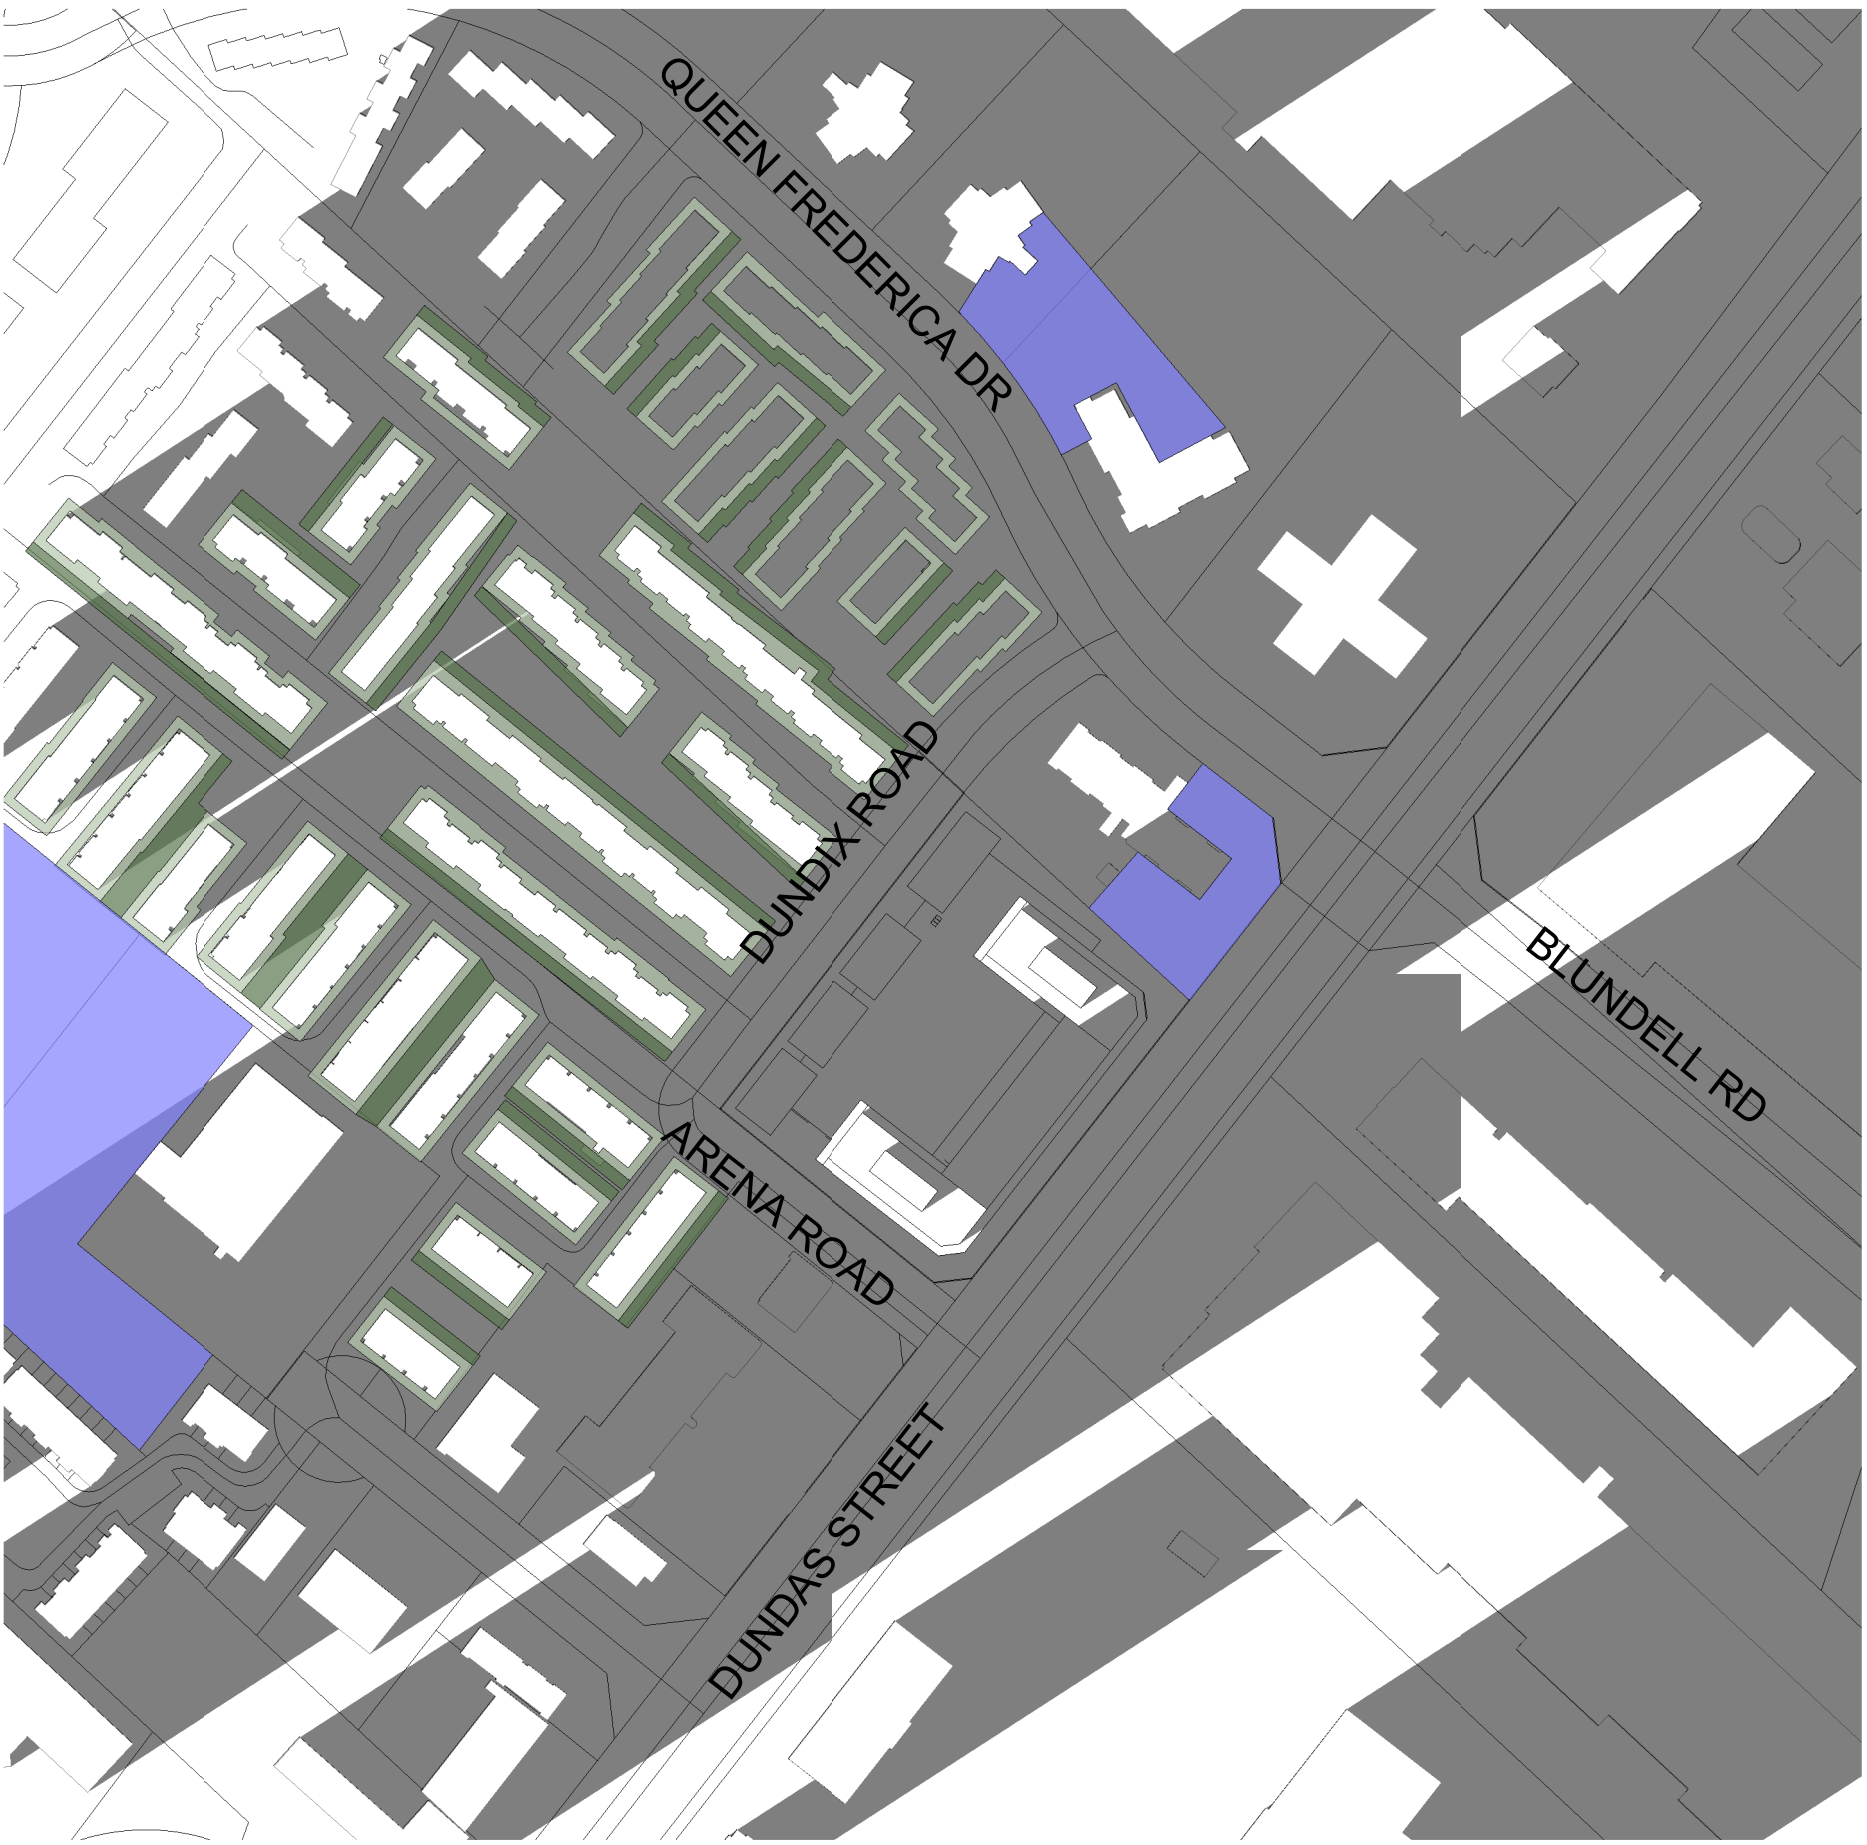 QUEEN FREDERICA DR
DUNDIX ROAD
BLUNDELL RD
ARENA ROAD
DUNDAS STREET